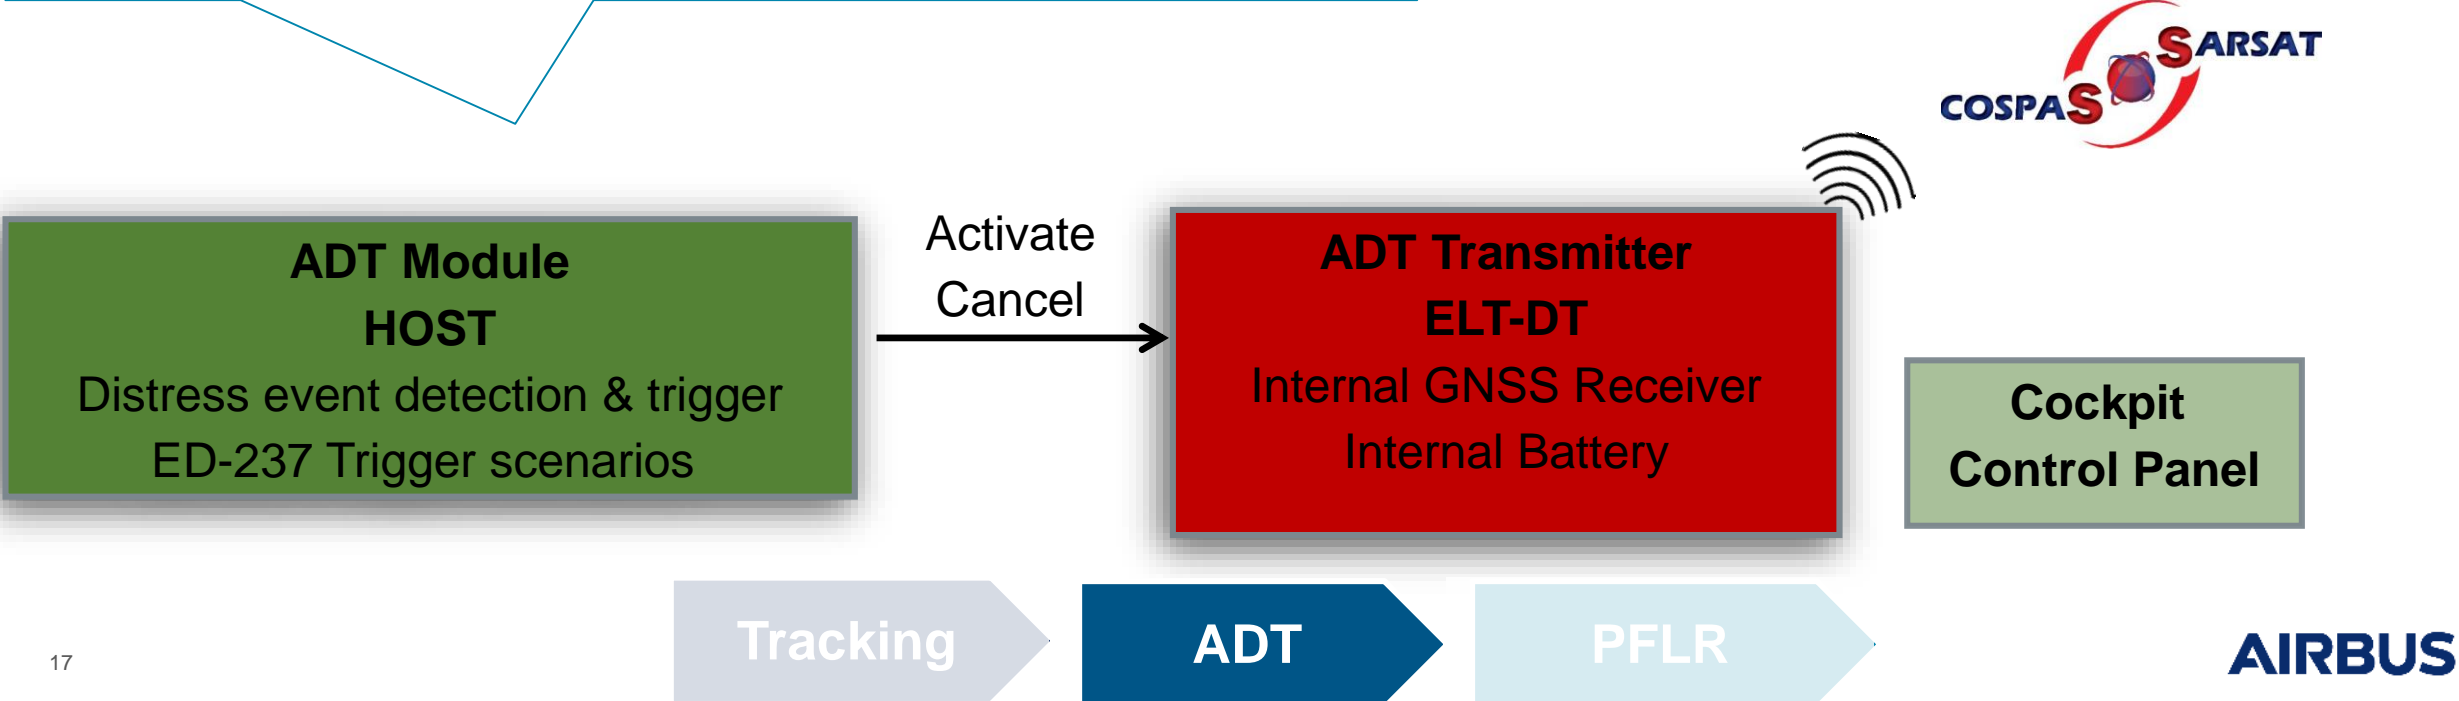 COSPAS SARSAT
ADT Module
HOST
Distress event detection & trigger
ED-237 Trigger scenarios
Activate
Cancel
ADT Transmitter
ELT-DT
Internal GNSS Receiver
Internal Battery
Cockpit
Control Panel
Tracking
ADT
PFLR
17
AIRBUS